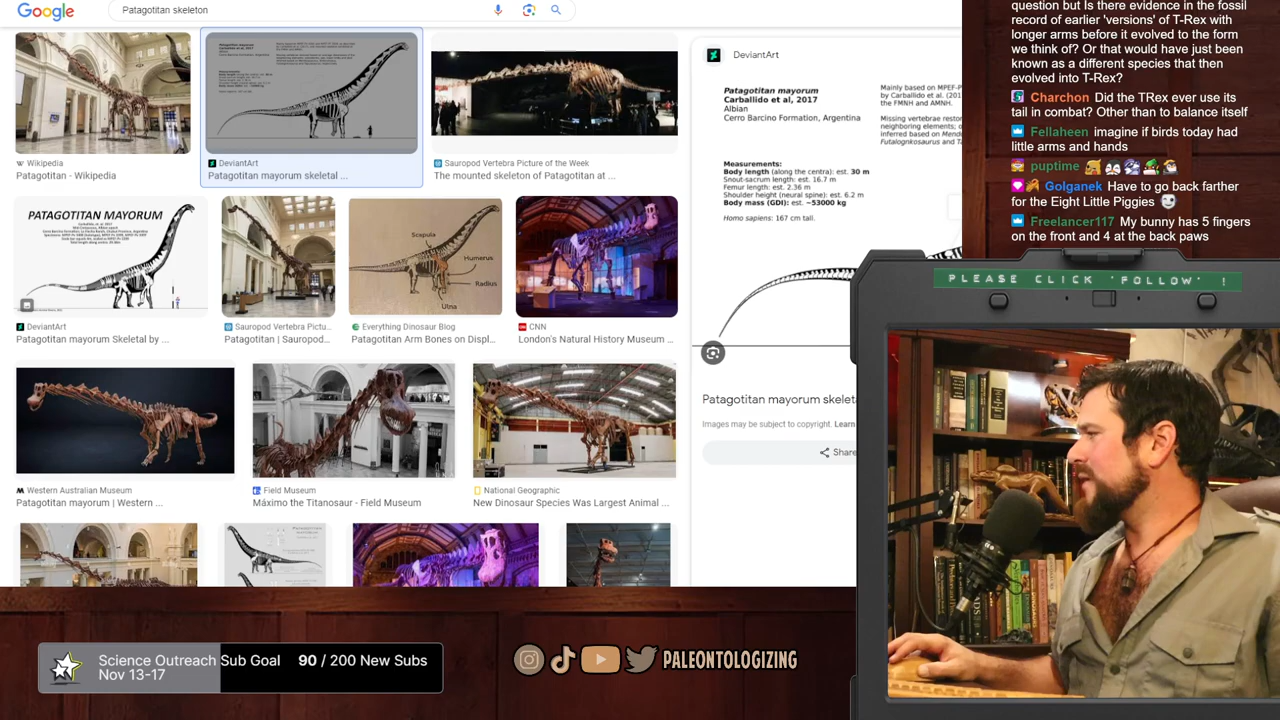 Google
Patagotitan skeleton
Wikipedia
Patagotitan - Wikipedia
DeviantArt
Patagotitan mayorum skeletal ...
Sauropod Vertebra Picture of the Week
The mounted skeleton of Patagotitan at ...
PATAGOTITAN MAYORUM
DeviantArt
Patagotitan mayorum Skeletal by ...
Sauropod Vertebra Pictu...
Patagotitan | Sauropod...
Scapula
Humerus
Radius
Ulna
Everything Dinosaur Blog
Patagotitan Arm Bones on Displ...
CNN
London's Natural History Museum ...
Western Australian Museum
Patagotitan mayorum | Western ...
Field Museum
Máximo the Titanosaur - Field Museum
National Geographic
New Dinosaur Species Was Largest Animal ...
DeviantArt
Patagotitan mayorum
Carballido et al, 2017
Albian
Cerro Barcino Formation, Argentina
Mainly based on MPEF-P
by Carballido et al. (201
the FMNH and AMNH.
Missing vertebrae restor
neighboring elements; o
inferred based on Mend
Futalognkosaurus and Ta
Measurements:
Body length (along the centra): est. 30 m
Snout-sacrum length: est. 16.7 m
Femur length: est. 2.36 m
Shoulder height (neural spine): est. 6.2 m
Body mass (GDI): est. ~53000 kg
Homo sapiens: 167 cm tall.
Patagotitan mayorum skeleta
Images may be subject to copyright. Learn
Share
question but Is there evidence in the fossil
record of earlier 'versions' of T-Rex with
longer arms before it evolved to the form
we think of? Or that would have just been
known as a different species that then
evolved into T-Rex?
Charchon Did the TRex ever use its
tail in combat? Other than to balance itself
Fellaheen imagine if birds today had
little arms and hands
puptime
Golganek Have to go back quite far
for the Eight Little Piggies
Freelancer117 My bunny has 5 fingers
on the front and 4 at the back paws
PLEASE CLICK 'FOLLOW' !
Science Outreach Sub Goal 90 / 200 New Subs
Nov 13-17
PALEONTOLOGIZING